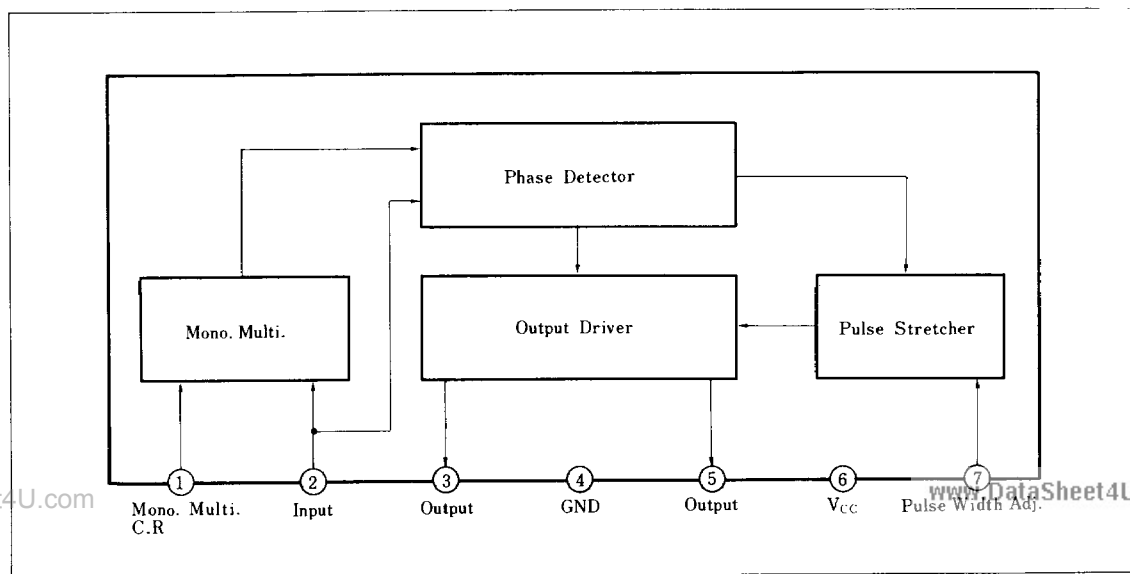 Phase Detector
Mono. Multi.
Output Driver
Pulse Stretcher
1
2
3
4
5
6
7
Mono. Multi.
C.R
Input
Output
GND
Output
VCC
Pulse Width Adj.
t4U.com
www.DataSheet4U